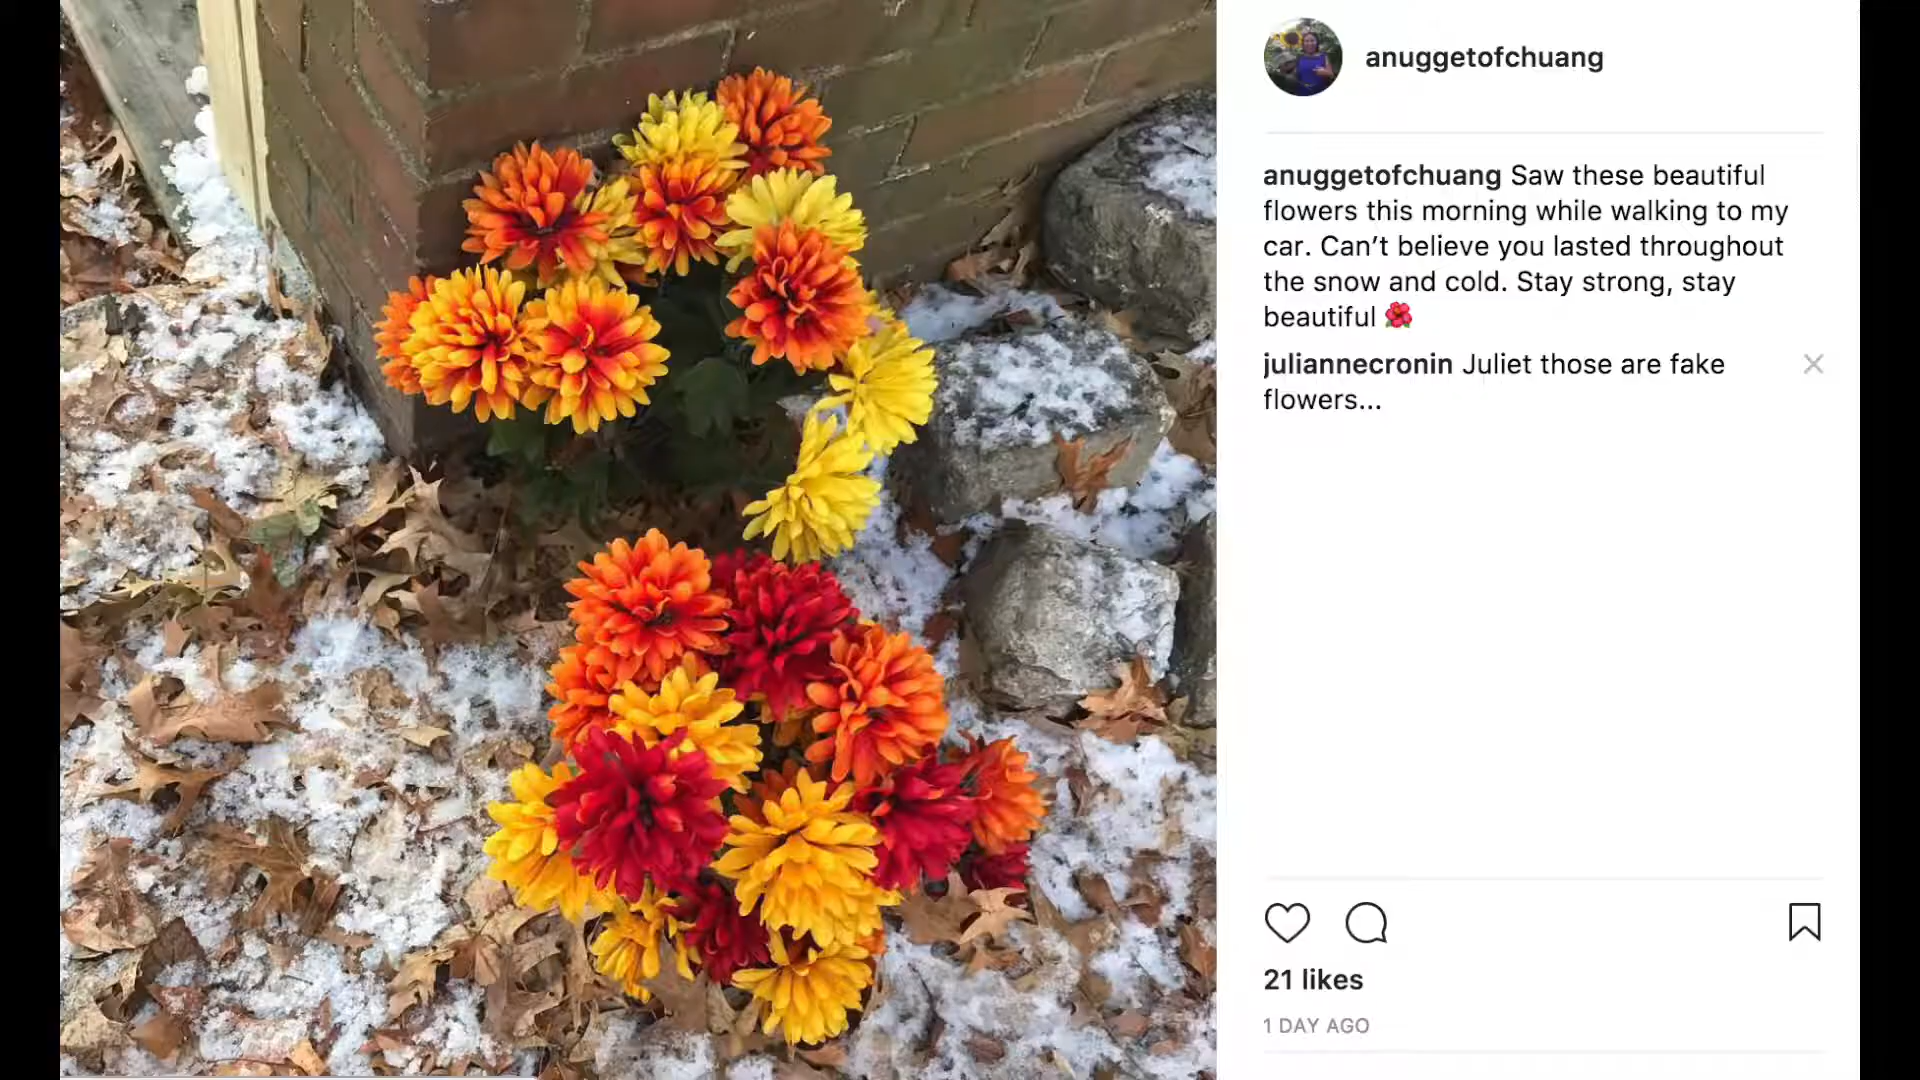 anuggetofchuang
anuggetofchuang Saw these beautiful
flowers this morning while walking to my
car. Can’t believe you lasted throughout
the snow and cold. Stay strong, stay
beautiful 🌺
juliannecronin Juliet those are fake
flowers...
21 likes
1 DAY AGO